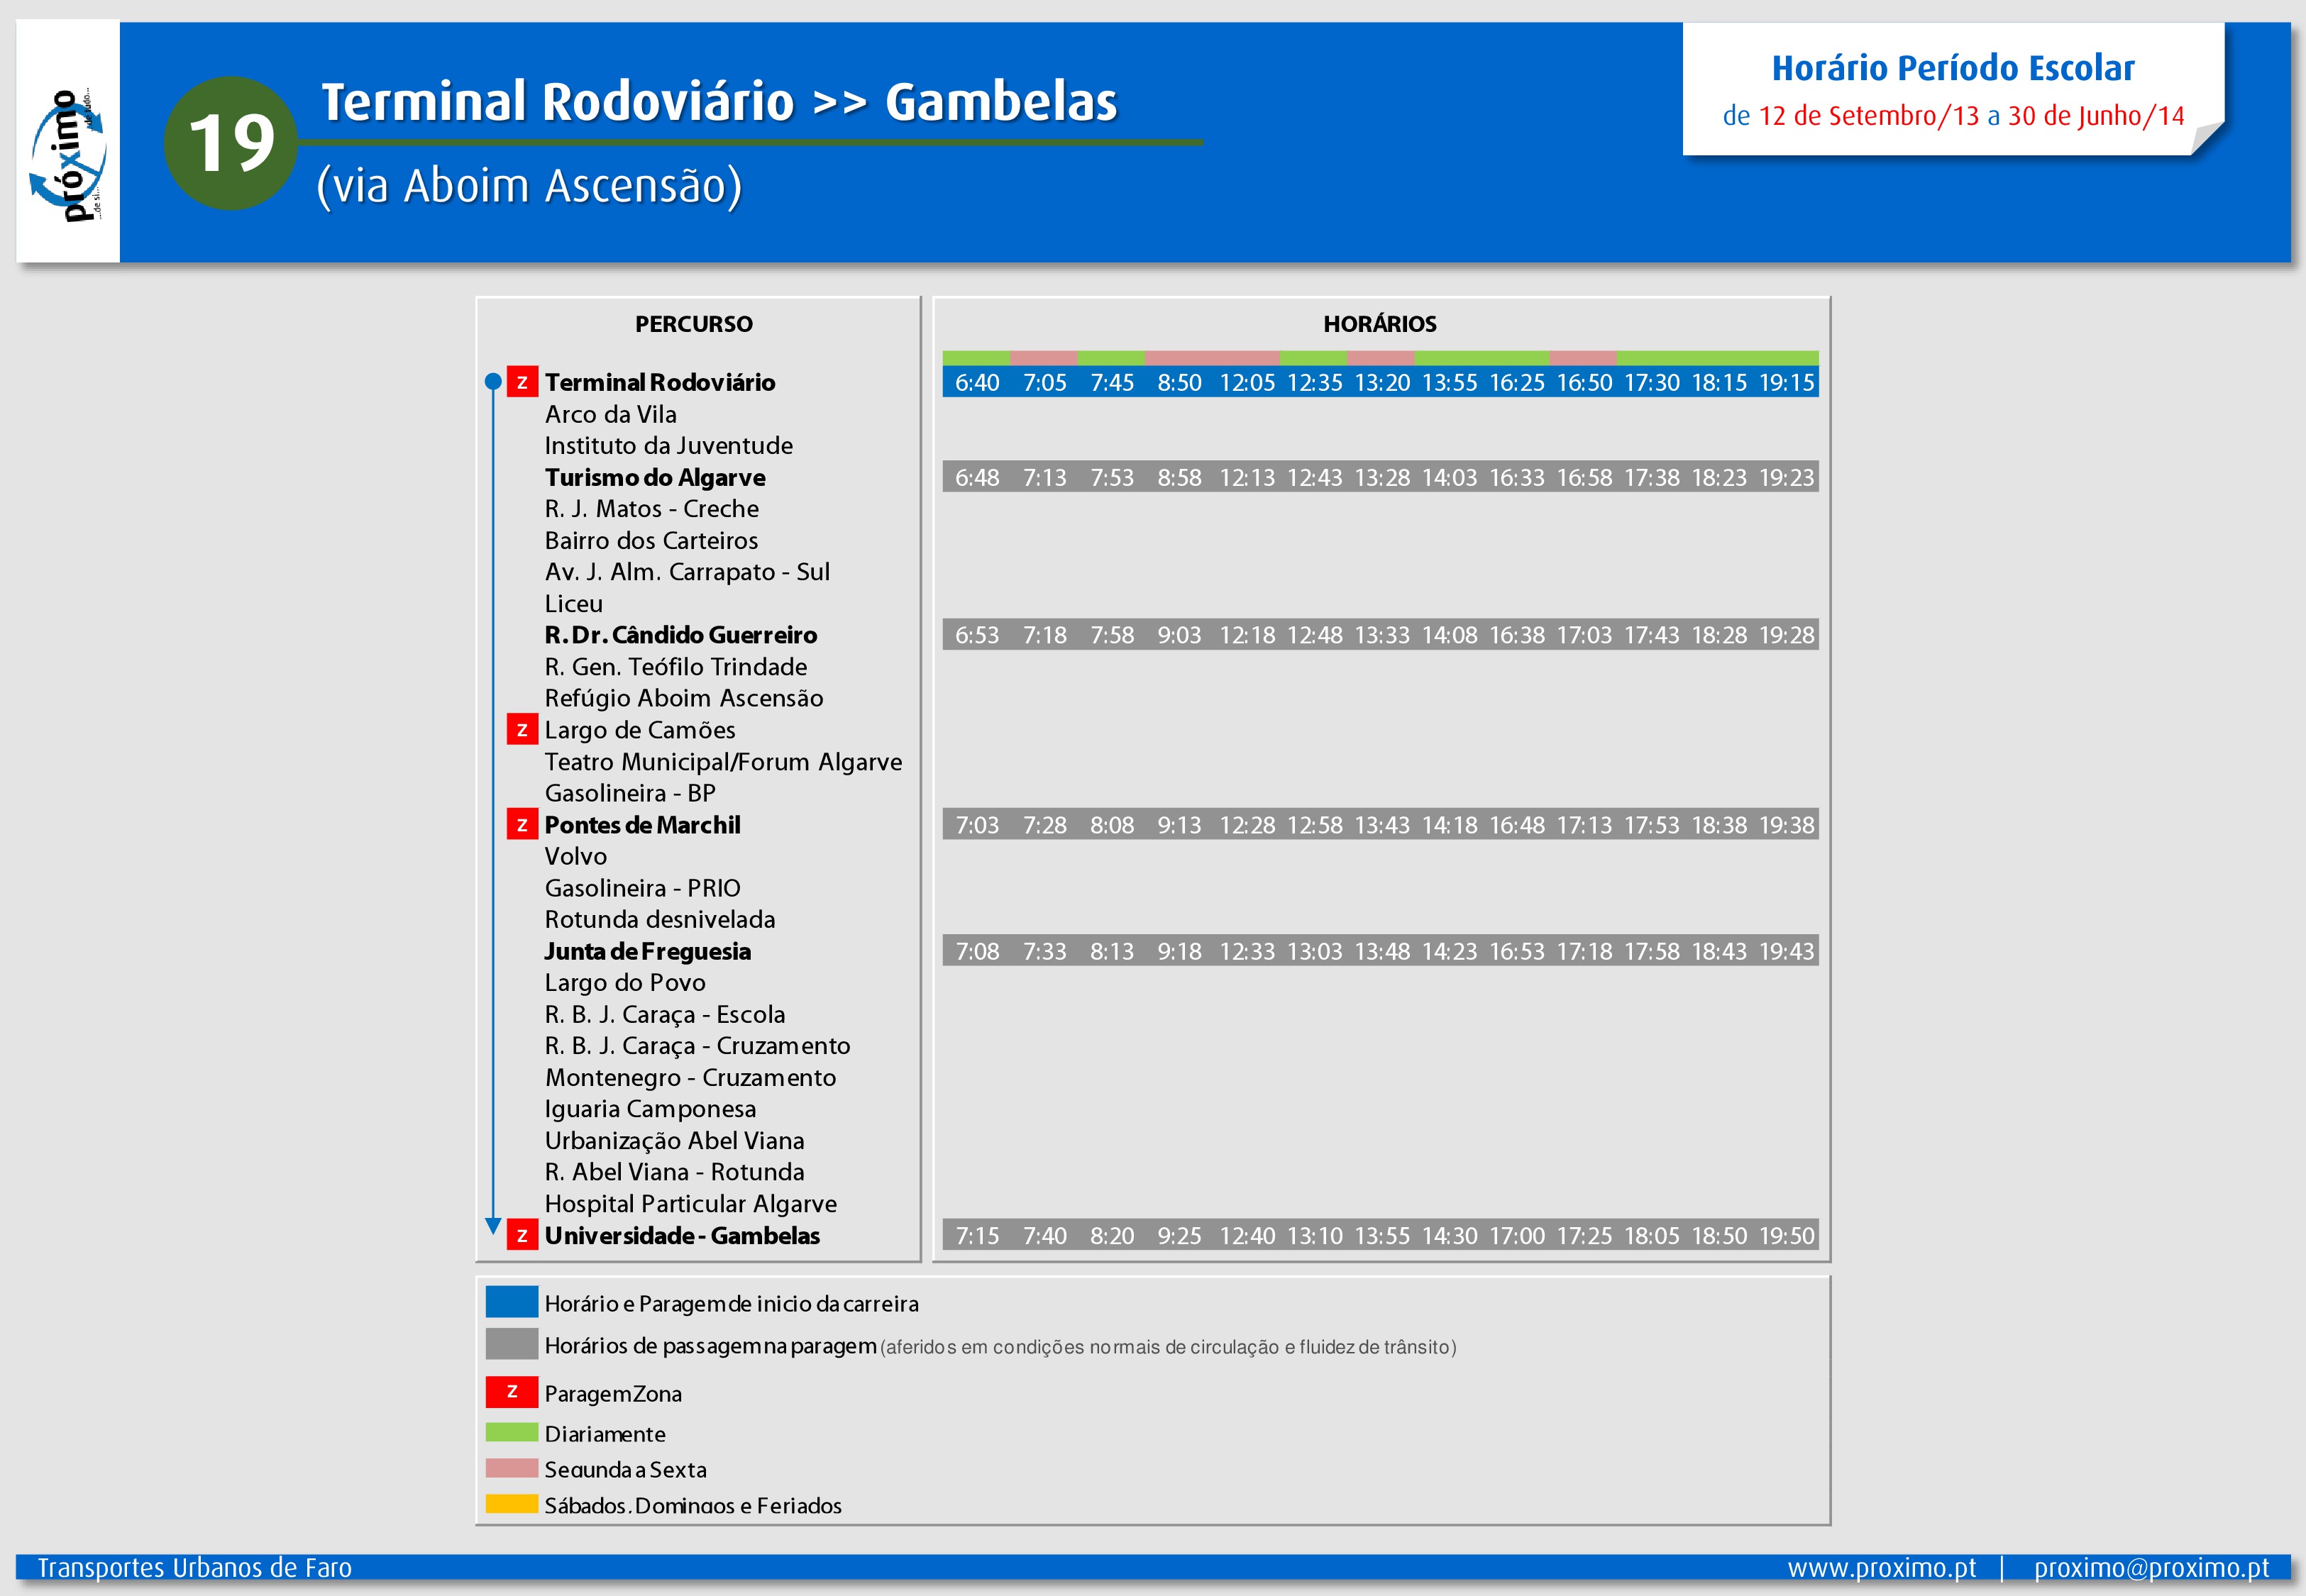 próximo
...de si...
...de tudo...
19
Terminal Rodoviário >> Gambelas
(via Aboim Ascensão)
Horário Período Escolar
de 12 de Setembro/13 a 30 de Junho/14
PERCURSO
HORÁRIOS
Z Terminal Rodoviário 6:40 7:05 7:45 8:50 12:05 12:35 13:20 13:55 16:25 16:50 17:30 18:15 19:15
Arco da Vila
Instituto da Juventude
Turismo do Algarve 6:48 7:13 7:53 8:58 12:13 12:43 13:28 14:03 16:33 16:58 17:38 18:23 19:23
R. J. Matos - Creche
Bairro dos Carteiros
Av. J. Alm. Carrapato - Sul
Liceu
R. Dr. Cândido Guerreiro 6:53 7:18 7:58 9:03 12:18 12:48 13:33 14:08 16:38 17:03 17:43 18:28 19:28
R. Gen. Teófilo Trindade
Refúgio Aboim Ascensão
Z Largo de Camões
Teatro Municipal/Forum Algarve
Gasolineira - BP
Z Pontes de Marchil 7:03 7:28 8:08 9:13 12:28 12:58 13:43 14:18 16:48 17:13 17:53 18:38 19:38
Volvo
Gasolineira - PRIO
Rotunda desnivelada
Junta de Freguesia 7:08 7:33 8:13 9:18 12:33 13:03 13:48 14:23 16:53 17:18 17:58 18:43 19:43
Largo do Povo
R. B. J. Caraça - Escola
R. B. J. Caraça - Cruzamento
Montenegro - Cruzamento
Iguaria Camponesa
Urbanização Abel Viana
R. Abel Viana - Rotunda
Hospital Particular Algarve
Z Universidade - Gambelas 7:15 7:40 8:20 9:25 12:40 13:10 13:55 14:30 17:00 17:25 18:05 18:50 19:50
Horário e Paragem de inicio da carreira
Horários de passagem na paragem (aferidos em condições normais de circulação e fluidez de trânsito)
Z Paragem Zona
Diariamente
Segunda a Sexta
Sábados, Domingos e Feriados
Transportes Urbanos de Faro
www.proximo.pt | proximo@proximo.pt